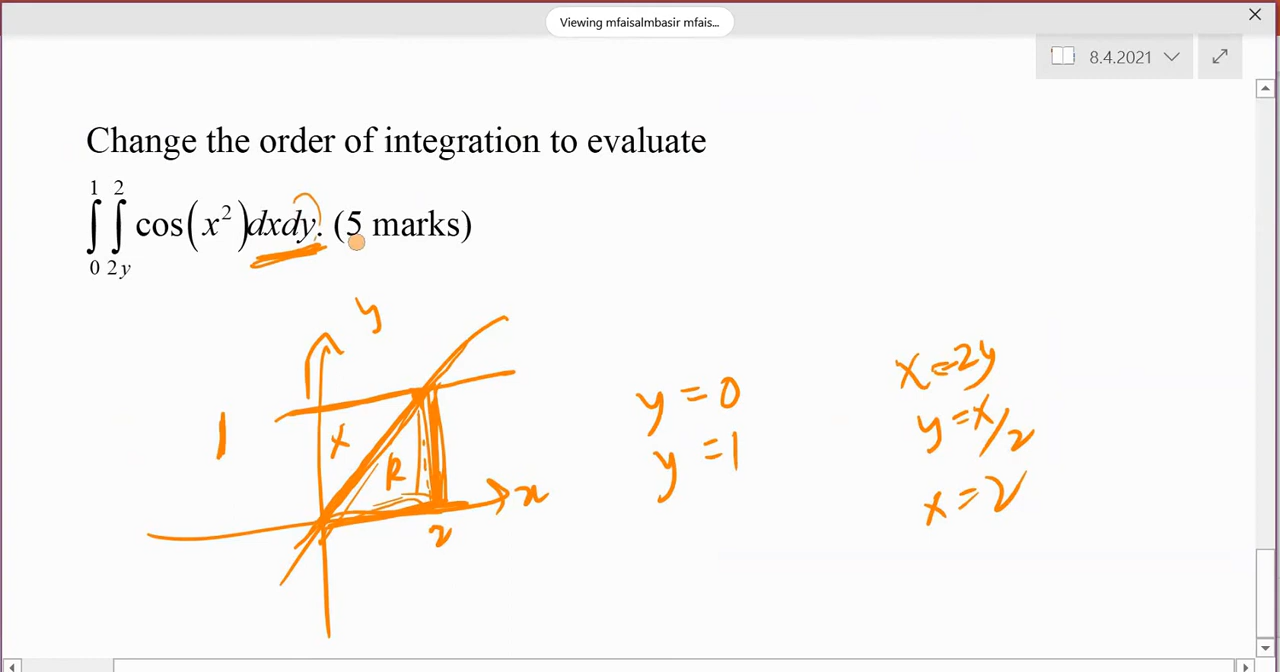 Viewing mfaisalmbasir mfais...
8.4.2021
Change the order of integration to evaluate
∫₀¹ ∫₂ᵧ² cos(x²)dxdy. (5 marks)
y
1
x
R
x
2
y = 0
y = 1
x = 2y
y = x/2
x = 2